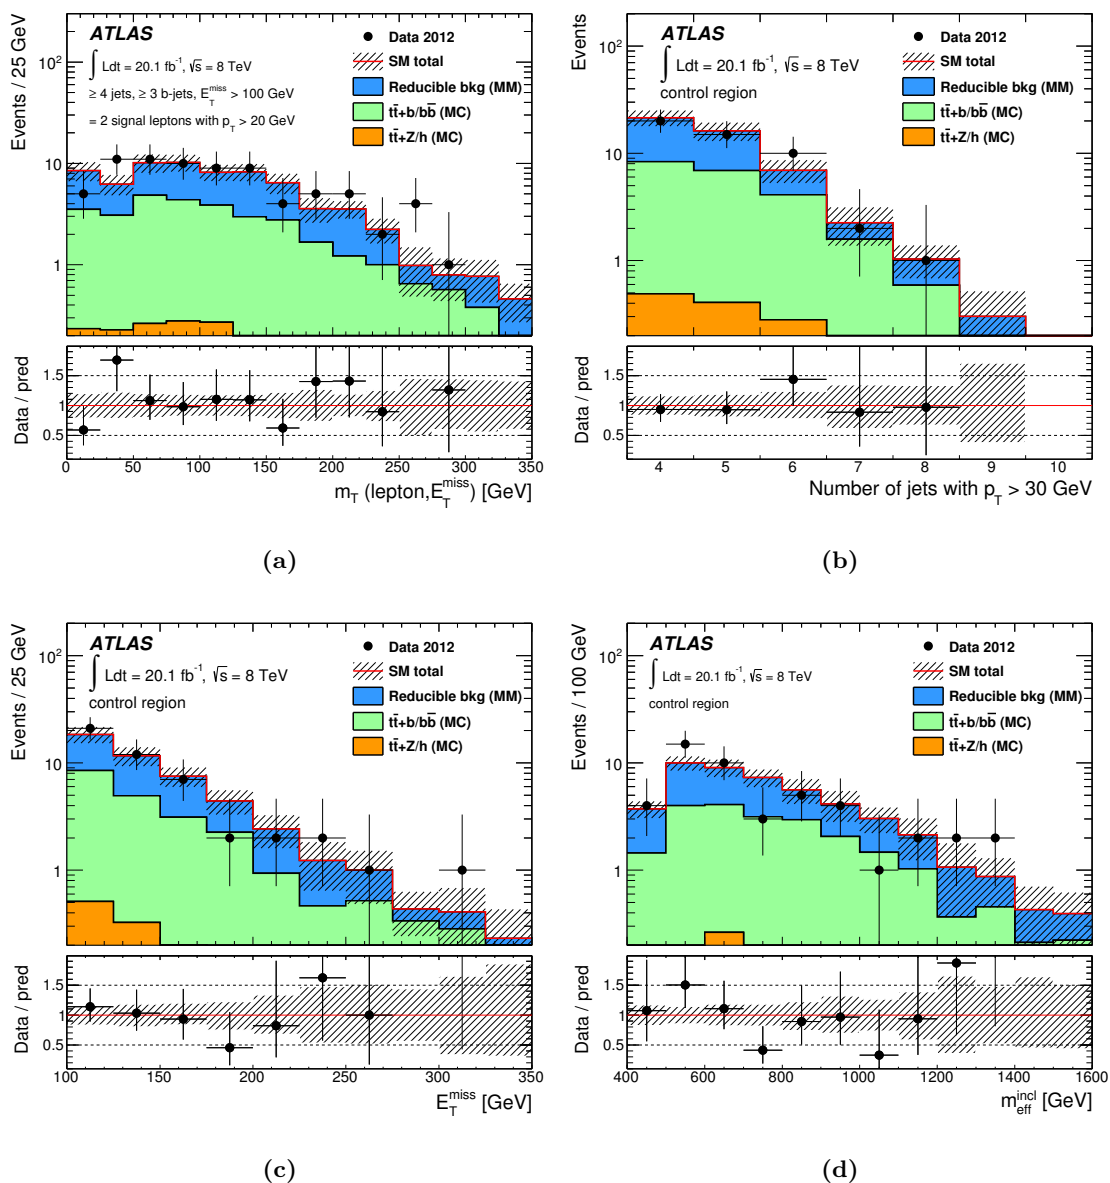 ATLAS
∫ Ldt = 20.1 fb⁻¹, √s = 8 TeV
≥ 4 jets, ≥ 3 b-jets, E_T^miss > 100 GeV
= 2 signal leptons with p_T > 20 GeV
Data 2012
SM total
Reducible bkg (MM)
tt̄+b/bb̄ (MC)
tt̄+Z/h (MC)
Events / 25 GeV
10²
10
1
Data / pred
1.5
1
0.5
0 50 100 150 200 250 300 350
m_T (lepton,E_T^miss) [GeV]
(a)
ATLAS
∫ Ldt = 20.1 fb⁻¹, √s = 8 TeV
control region
Data 2012
SM total
Reducible bkg (MM)
tt̄+b/bb̄ (MC)
tt̄+Z/h (MC)
Events
10²
10
1
Data / pred
1.5
1
0.5
4 5 6 7 8 9 10
Number of jets with p_T > 30 GeV
(b)
ATLAS
∫ Ldt = 20.1 fb⁻¹, √s = 8 TeV
control region
Data 2012
SM total
Reducible bkg (MM)
tt̄+b/bb̄ (MC)
tt̄+Z/h (MC)
Events / 25 GeV
10²
10
1
Data / pred
1.5
1
0.5
100 150 200 250 300 350
E_T^miss [GeV]
(c)
ATLAS
∫ Ldt = 20.1 fb⁻¹, √s = 8 TeV
control region
Data 2012
SM total
Reducible bkg (MM)
tt̄+b/bb̄ (MC)
tt̄+Z/h (MC)
Events / 100 GeV
10²
10
1
Data / pred
1.5
1
0.5
400 600 800 1000 1200 1400 1600
m_eff^incl [GeV]
(d)